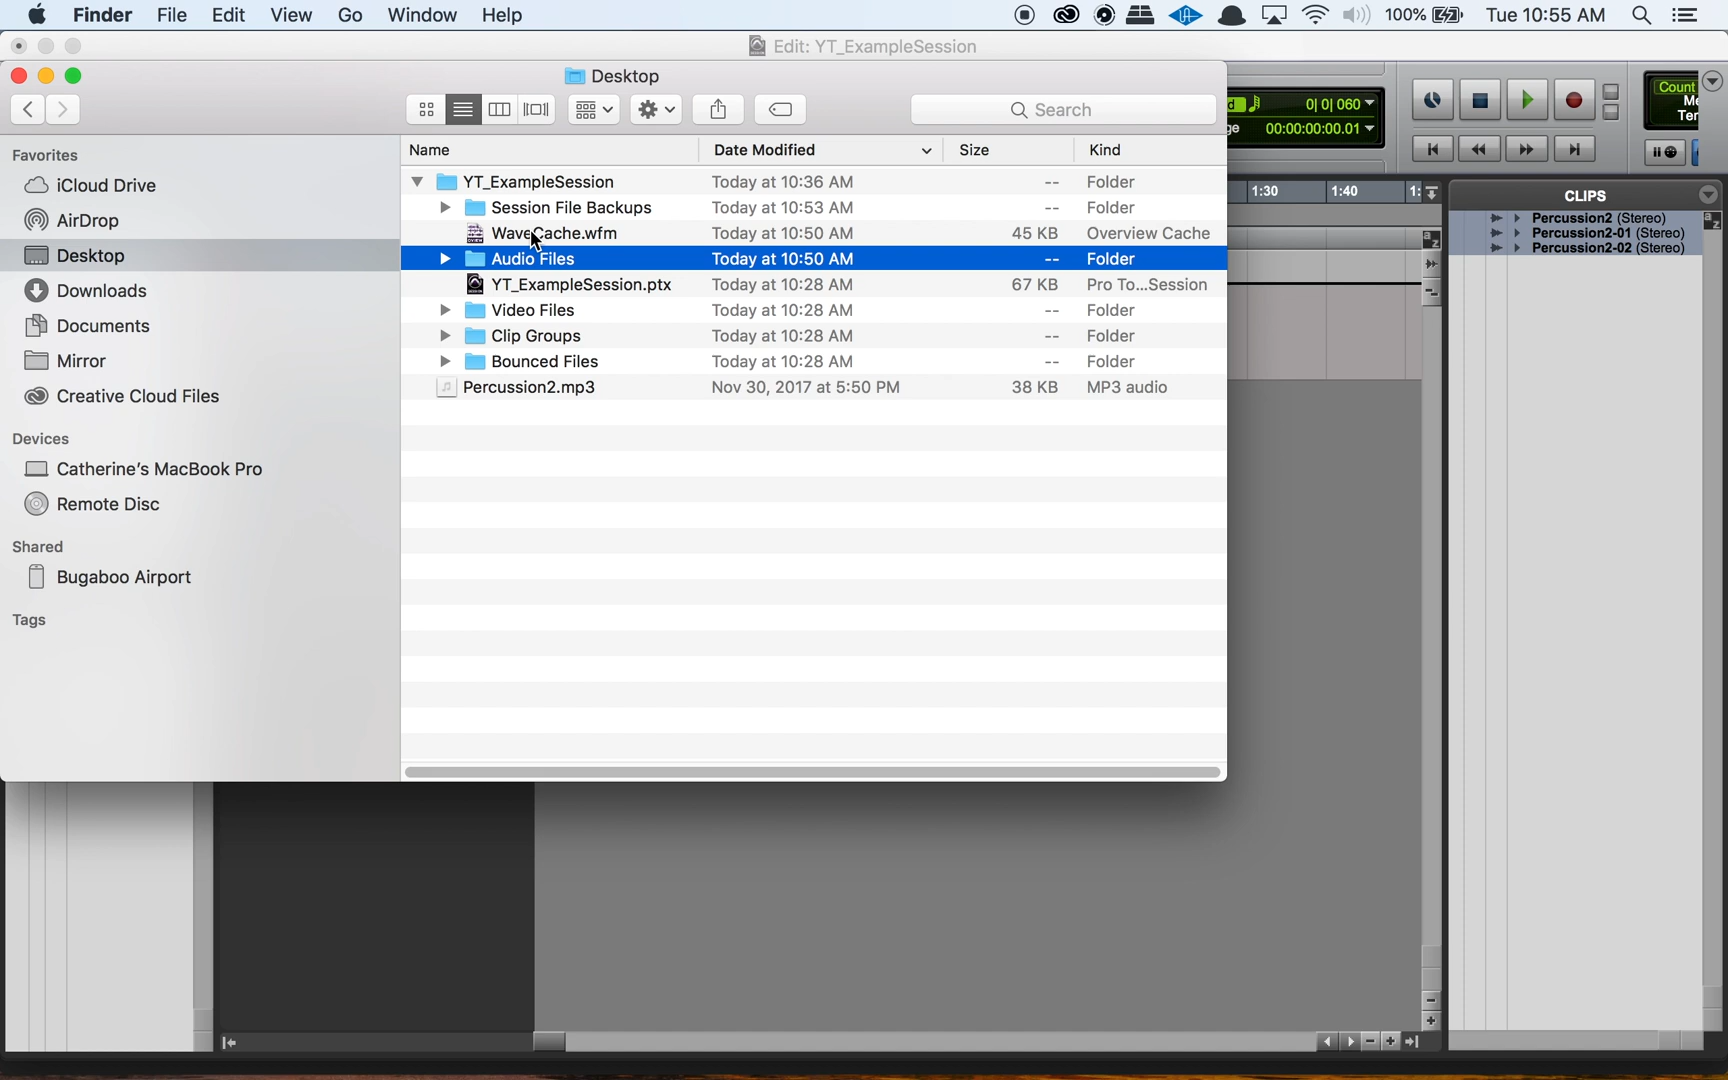 Finder File Edit View Go Window Help 100% Tue 10:55 AM
Edit: YT_ExampleSession
Desktop
Search
0| 0| 060
00:00:00:00.01
Count
Favorites
iCloud Drive
AirDrop
Desktop
Downloads
Documents
Mirror
Creative Cloud Files
Devices
Catherine's MacBook Pro
Remote Disc
Shared
Bugaboo Airport
Tags
Name Date Modified Size Kind
YT_ExampleSession Today at 10:36 AM -- Folder
Session File Backups Today at 10:53 AM -- Folder
WaveCache.wfm Today at 10:50 AM 45 KB Overview Cache
Audio Files Today at 10:50 AM -- Folder
YT_ExampleSession.ptx Today at 10:28 AM 67 KB Pro To...Session
Video Files Today at 10:28 AM -- Folder
Clip Groups Today at 10:28 AM -- Folder
Bounced Files Today at 10:28 AM -- Folder
Percussion2.mp3 Nov 30, 2017 at 5:50 PM 38 KB MP3 audio
1:30 1:40 1:
CLIPS
Percussion2 (Stereo)
Percussion2-01 (Stereo)
Percussion2-02 (Stereo)